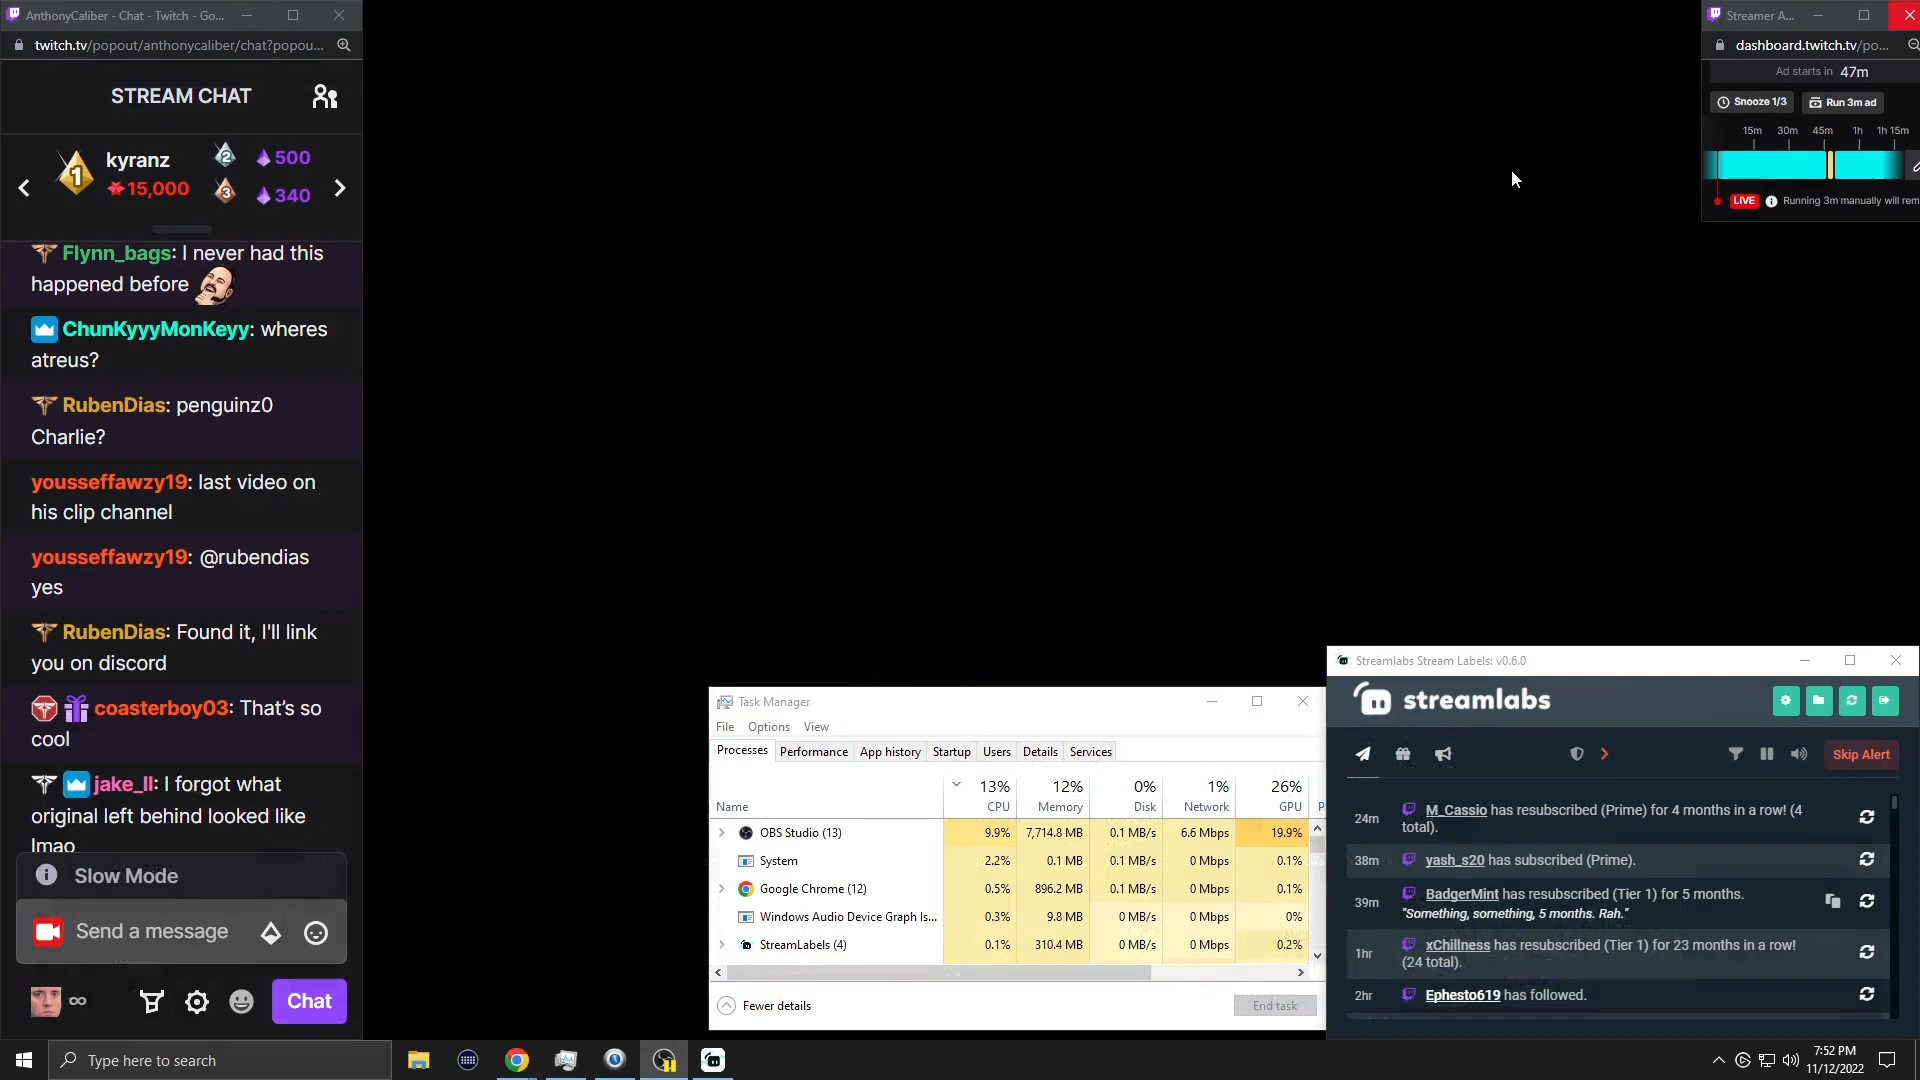 AnthonyCaliber - Chat - Twitch - Go...
twitch.tv/popout/anthonycaliber/chat?popou...
STREAM CHAT
1
kyranz
15,000
2
500
3
340
Flynn_bags: I never had this
happened before
ChunKyyyMonKeyy: wheres
atreus?
RubenDias: penguinz0
Charlie?
yousseffawzy19: last video on
his clip channel
yousseffawzy19: @rubendias
yes
RubenDias: Found it, I'll link
you on discord
coasterboy03: That's so
cool
jake_ll: I forgot what
original left behind looked like
lmao
Slow Mode
Send a message
∞
Chat
Streamer A...
dashboard.twitch.tv/po...
Ad starts in 47m
Snooze 1/3
Run 3m ad
15m 30m 45m 1h 1h 15m
LIVE
Running 3m manually will rem
Task Manager
File Options View
Processes Performance App history Startup Users Details Services
13% 12% 0% 1% 26%
Name CPU Memory Disk Network GPU P
OBS Studio (13) 9.9% 7,714.8 MB 0.1 MB/s 6.6 Mbps 19.9%
System 2.2% 0.1 MB 0.1 MB/s 0 Mbps 0.1%
Google Chrome (12) 0.5% 896.2 MB 0.1 MB/s 0 Mbps 0.1%
Windows Audio Device Graph Is... 0.3% 9.8 MB 0 MB/s 0 Mbps 0%
StreamLabels (4) 0.1% 310.4 MB 0 MB/s 0 Mbps 0.2%
Fewer details
End task
Streamlabs Stream Labels: v0.6.0
streamlabs
Skip Alert
24m
M_Cassio has resubscribed (Prime) for 4 months in a row! (4
total).
38m
yash_s20 has subscribed (Prime).
39m
BadgerMint has resubscribed (Tier 1) for 5 months.
"Something, something, 5 months. Rah."
1hr
xChillness has resubscribed (Tier 1) for 23 months in a row!
(24 total).
2hr
Ephesto619 has followed.
Type here to search
7:52 PM
11/12/2022